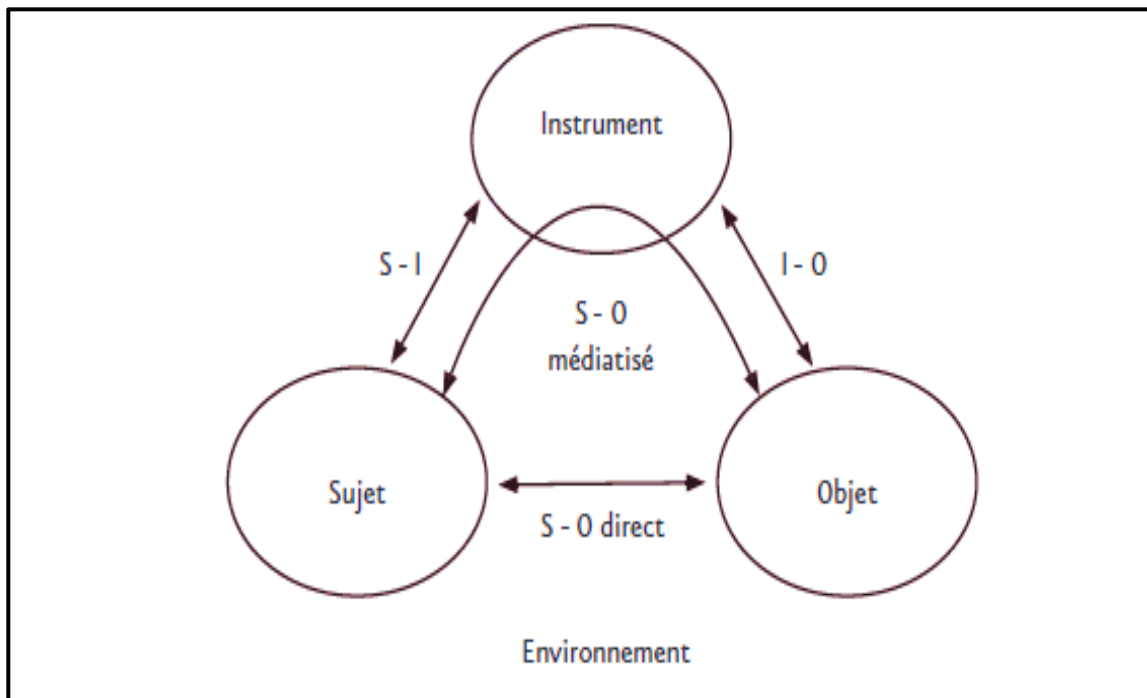 Instrument
S - I
I - O
S - O
médiatisé
Sujet
Objet
S - O direct
Environnement